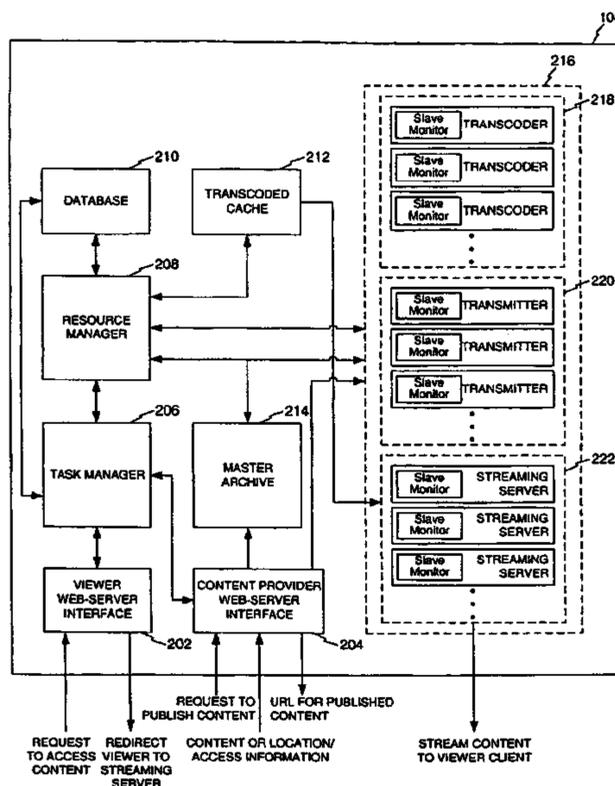 104
216
218
Slave
Monitor
TRANSCODER
Slave
Monitor
TRANSCODER
Slave
Monitor
TRANSCODER
210
DATABASE
212
TRANSCODED
CACHE
208
RESOURCE
MANAGER
220
Slave
Monitor
TRANSMITTER
Slave
Monitor
TRANSMITTER
Slave
Monitor
TRANSMITTER
206
TASK MANAGER
214
MASTER
ARCHIVE
222
Slave
Monitor
STREAMING
SERVER
Slave
Monitor
STREAMING
SERVER
Slave
Monitor
STREAMING
SERVER
VIEWER
WEB-SERVER
INTERFACE
202
CONTENT PROVIDER
WEB-SERVER
INTERFACE
204
REQUEST TO
PUBLISH CONTENT
URL FOR PUBLISHED
CONTENT
REQUEST
TO ACCESS
CONTENT
REDIRECT
VIEWER TO
STREAMING
SERVER
CONTENT OR LOCATION/
ACCESS INFORMATION
STREAM CONTENT
TO VIEWER CLIENT